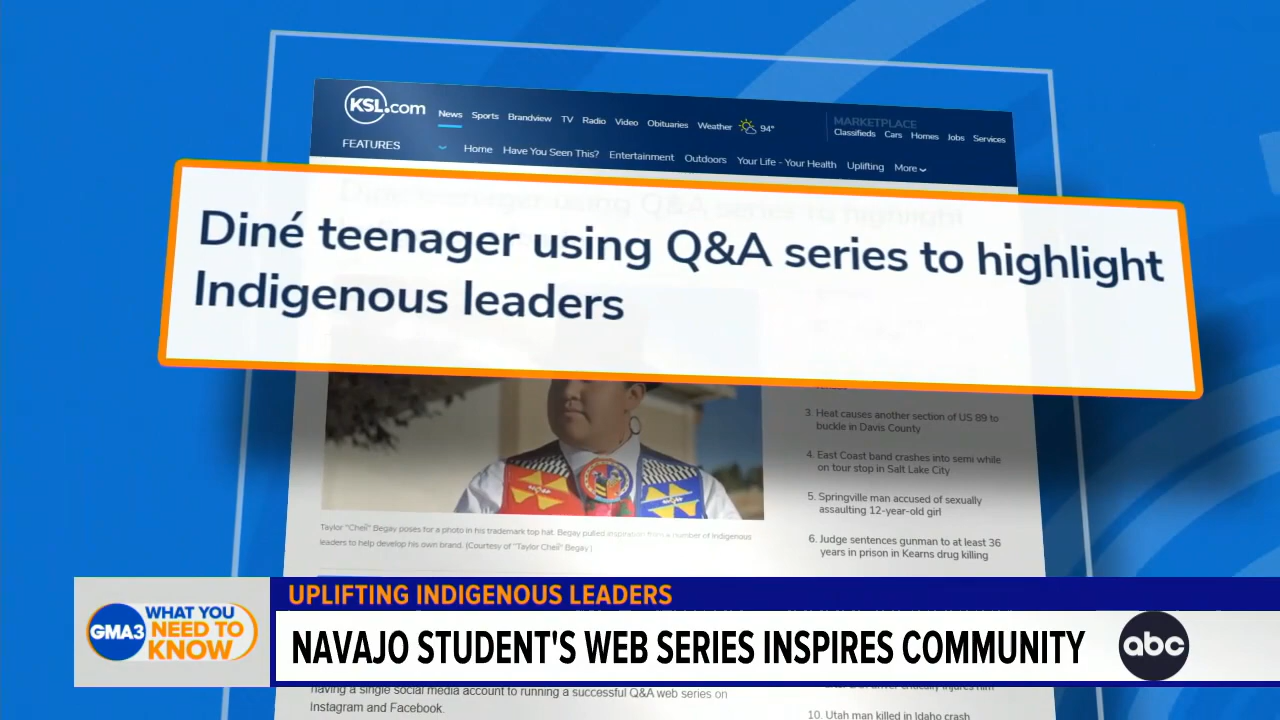 KSL.com
News Sports Brandview TV Radio Video Obituaries Weather 94°
MARKETPLACE
Classifieds Cars Homes Jobs Services
FEATURES
Home Have You Seen This? Entertainment Outdoors Your Life - Your Health Uplifting More
Diné teenager using Q&A series to highlight
Indigenous leaders
3. Heat causes another section of US 89 to
buckle in Davis County
4. East Coast band crashes into semi while
on tour stop in Salt Lake City
5. Springville man accused of sexually
assaulting 12-year-old girl
6. Judge sentences gunman to at least 36
years in prison in Kearns drug killing
Taylor "Cheii" Begay poses for a photo in his trademark top hat. Begay pulled inspiration from a number of Indigenous
leaders to help develop his own brand. (Courtesy of "Taylor Cheii" Begay)
UPLIFTING INDIGENOUS LEADERS
GMA3
WHAT YOU
NEED TO
KNOW
NAVAJO STUDENT'S WEB SERIES INSPIRES COMMUNITY
abc
having a single social media account to running a successful Q&A web series on
Instagram and Facebook.
10. Utah man killed in Idaho crash